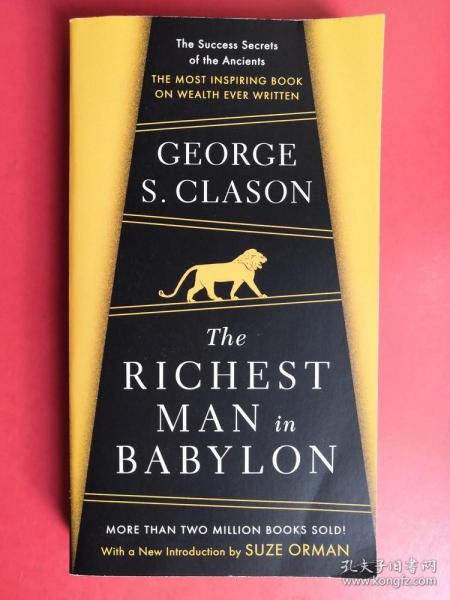 The Success Secrets
of the Ancients
THE MOST INSPIRING BOOK
ON WEALTH EVER WRITTEN
GEORGE
S. CLASON
The
RICHEST
MAN in
BABYLON
MORE THAN TWO MILLION BOOKS SOLD!
With a New Introduction by SUZE ORMAN
孔夫子旧书网
www.kongfz.com